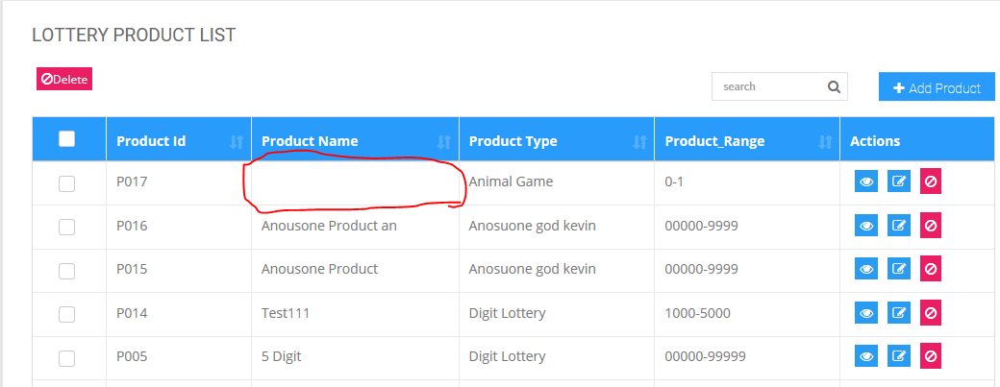 LOTTERY PRODUCT LIST
Delete
search
Add Product
Product Id Product Name Product Type Product_Range Actions
P017 Animal Game 0-1
P016 Anousone Product an Anosuone god kevin 00000-9999
P015 Anousone Product Anosuone god kevin 00000-9999
P014 Test111 Digit Lottery 1000-5000
P005 5 Digit Digit Lottery 00000-99999